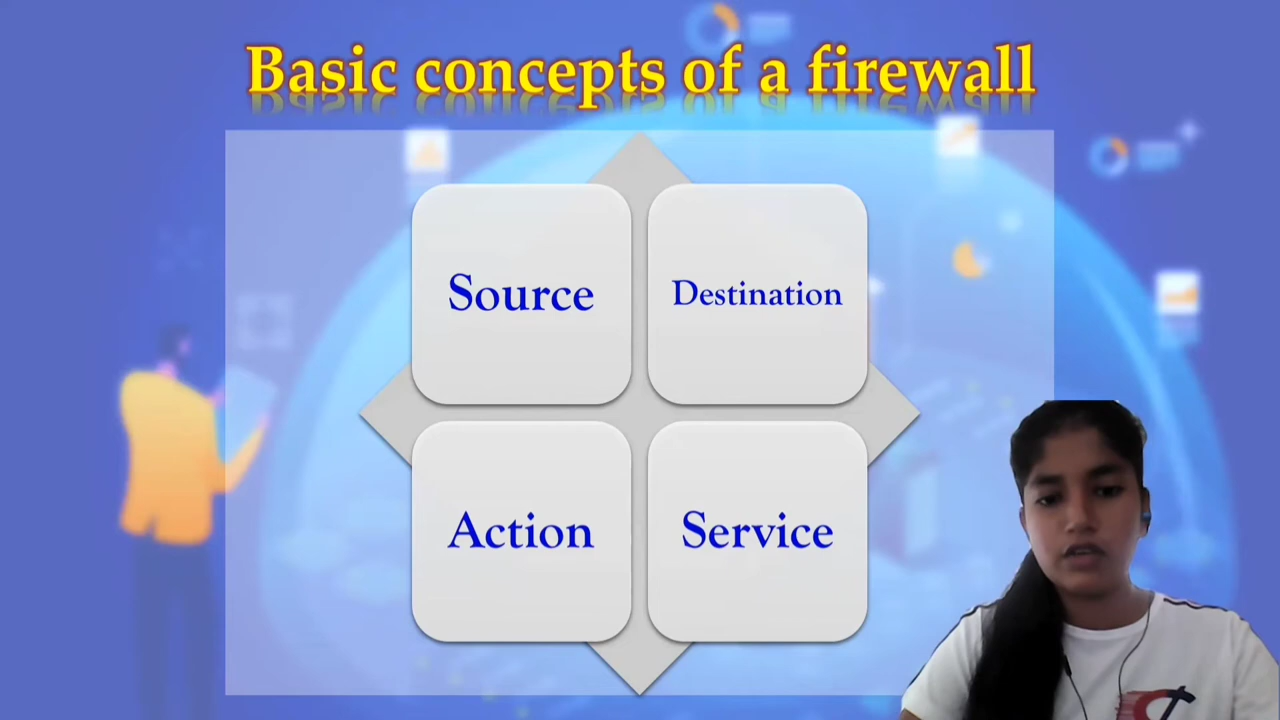 Basic concepts of a firewall
Source
Destination
Action
Service